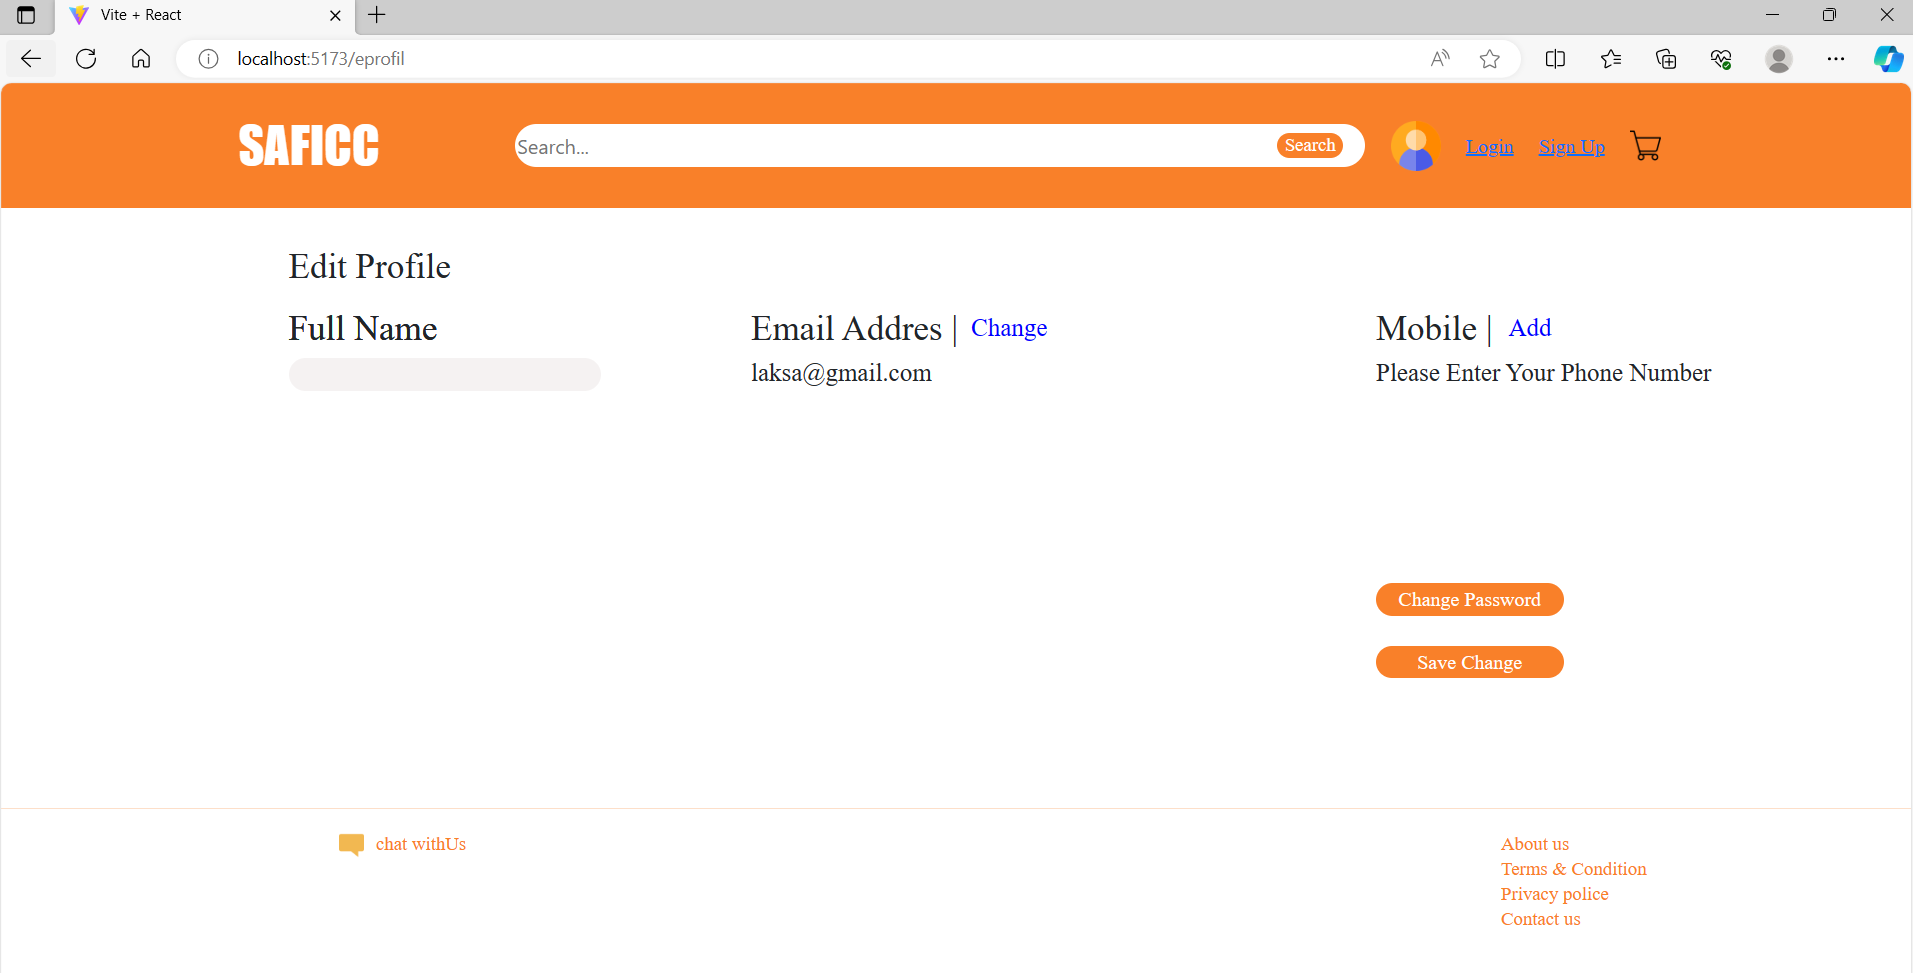 Vite + React
localhost:5173/eprofil
SAFICC
Search...
Search
Login
Sign Up
Edit Profile
Full Name
Email Addres | Change
laksa@gmail.com
Mobile | Add
Please Enter Your Phone Number
Change Password
Save Change
chat withUs
About us
Terms & Condition
Privacy police
Contact us